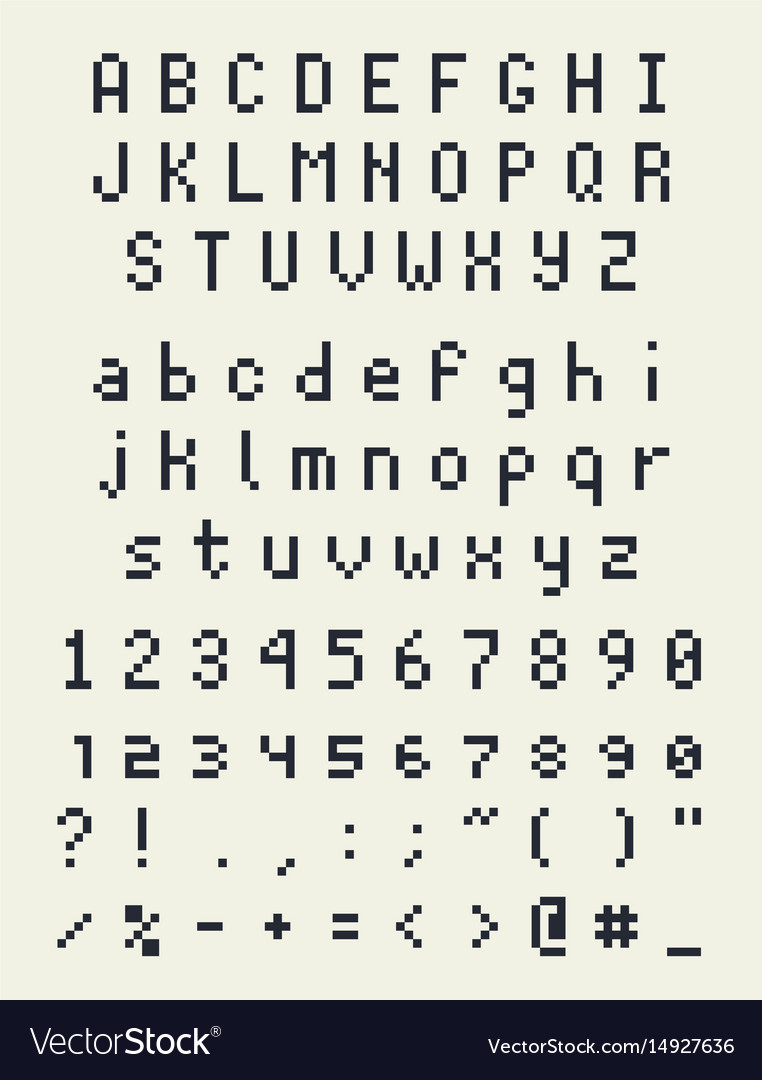 A B C D E F G H I
J K L M N O P Q R
S T U V W X Y Z
a b c d e f g h i
j k l m n o p q r
s t u v w x y z
1 2 3 4 5 6 7 8 9 0
1 2 3 4 5 6 7 8 9 0
? ! . , : ; ~ ( ) "
/ % - + = < > @ # _
VectorStock® VectorStock.com/14927636